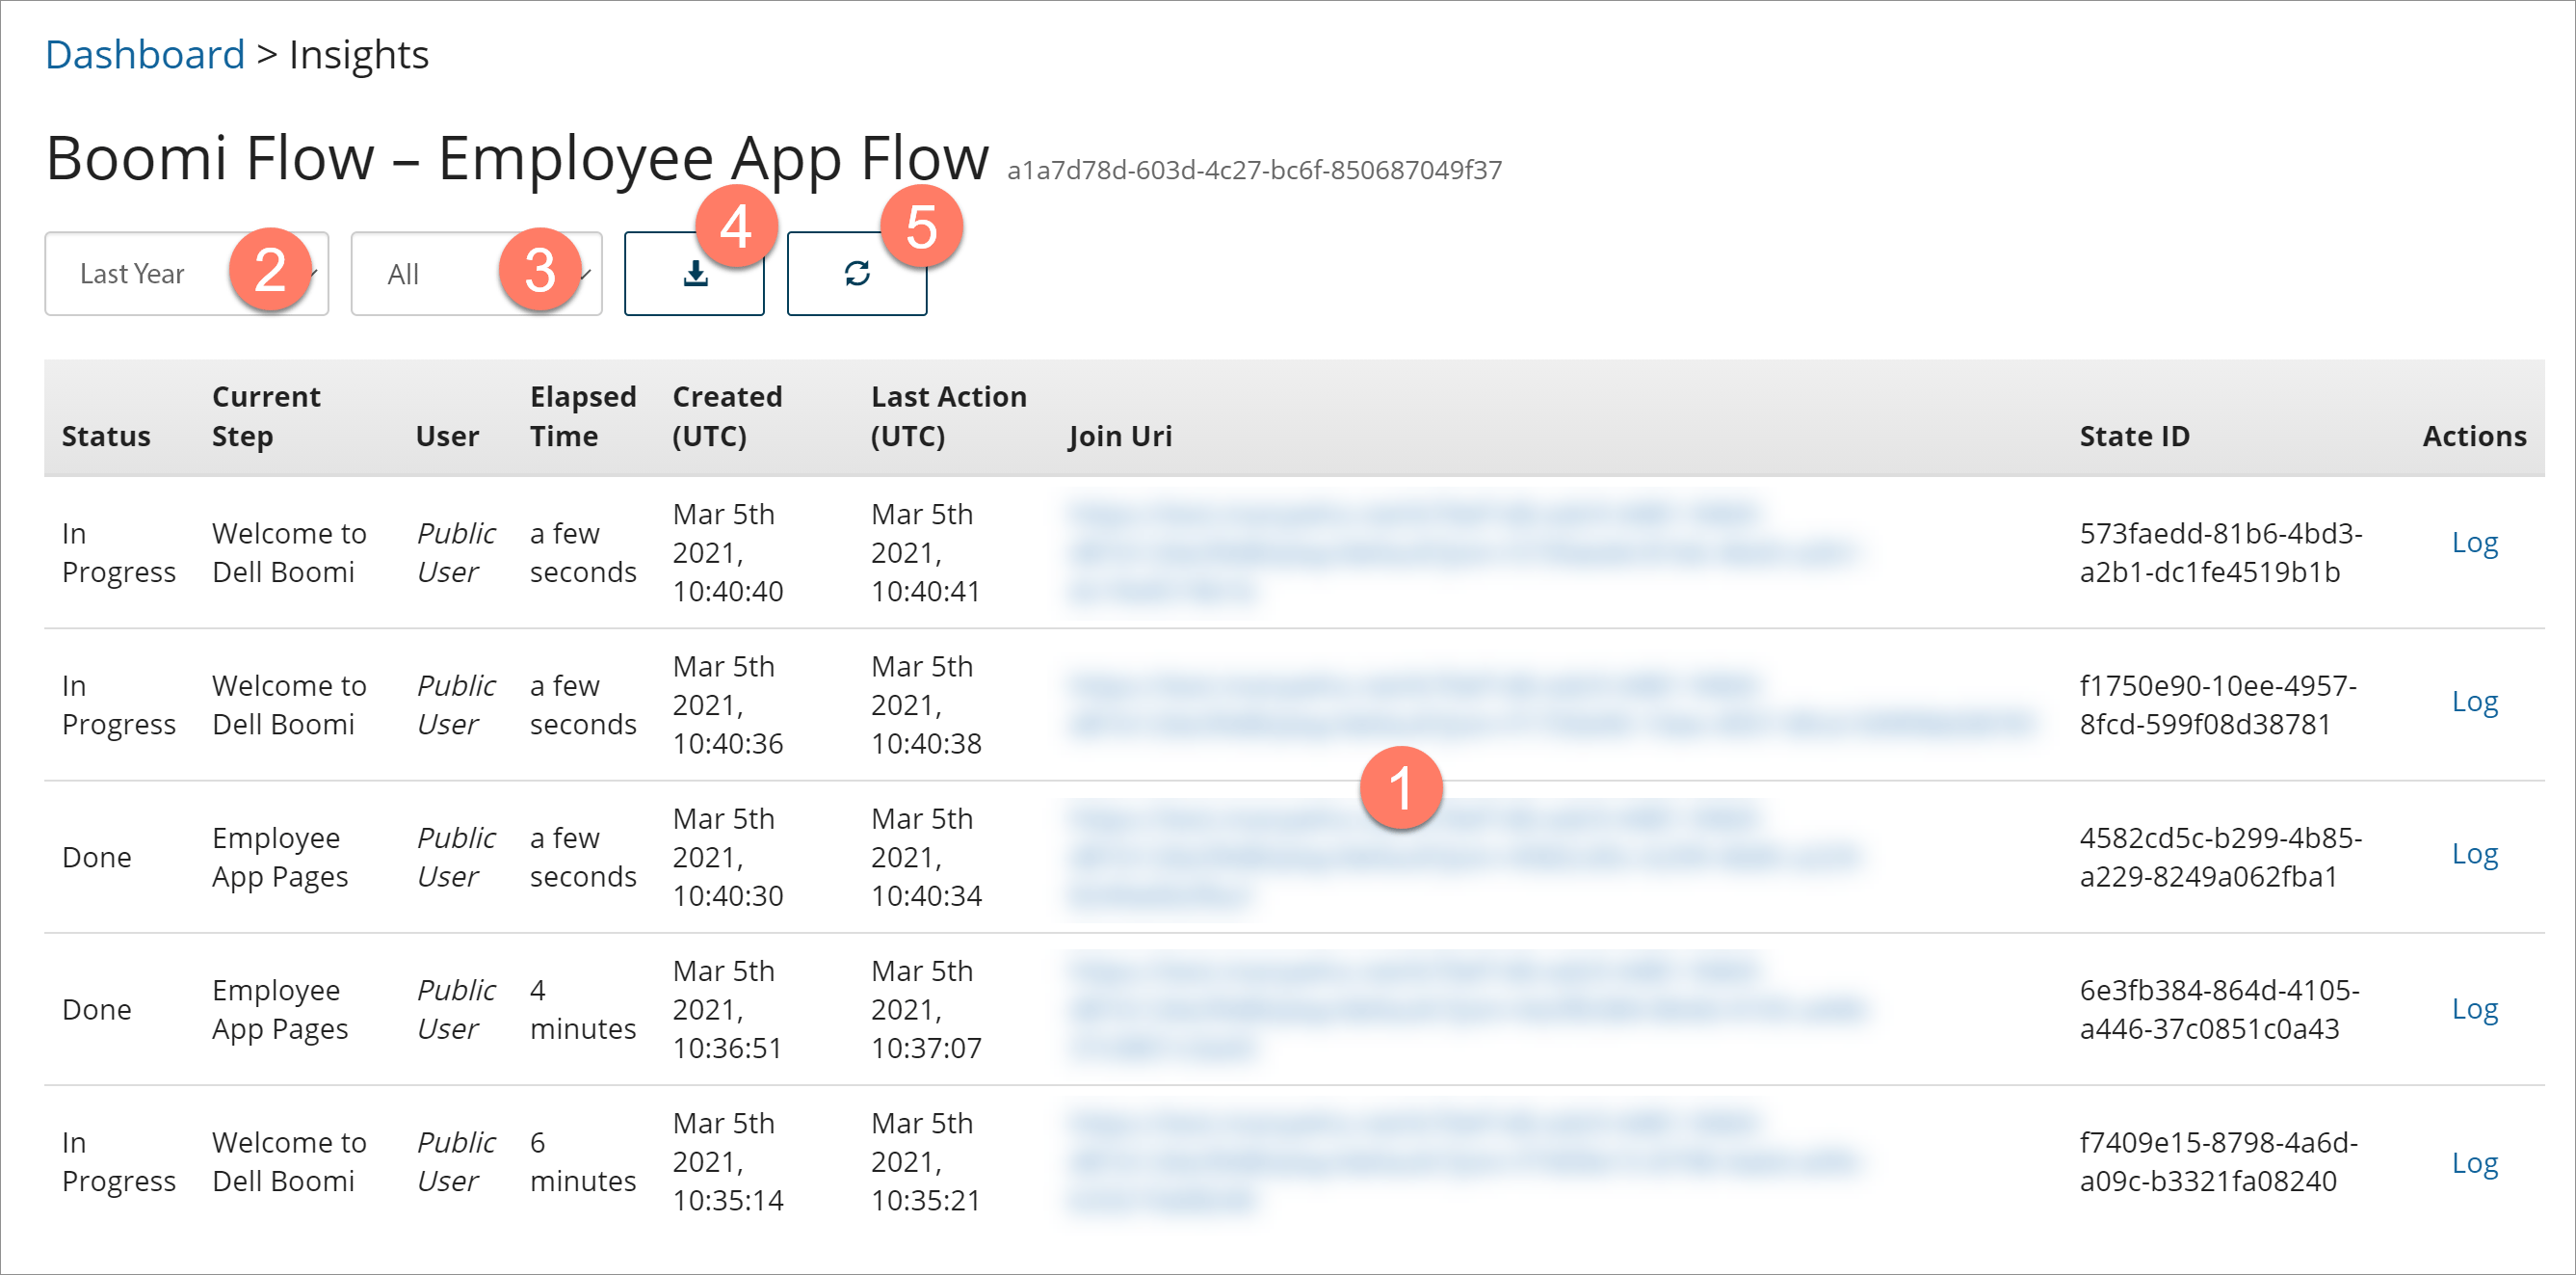 Dashboard > Insights
Boomi Flow – Employee App Flow a1a7d78d-603d-4c27-bc6f-850687049f37
Last Year 2 All 3 4 5
Status Current Step User Elapsed Time Created (UTC) Last Action (UTC) Join Uri State ID Actions
In Progress Welcome to Dell Boomi Public User a few seconds Mar 5th 2021, 10:40:40 Mar 5th 2021, 10:40:41 573faedd-81b6-4bd3-a2b1-dc1fe4519b1b Log
In Progress Welcome to Dell Boomi Public User a few seconds Mar 5th 2021, 10:40:36 Mar 5th 2021, 10:40:38 f1750e90-10ee-4957-8fcd-599f08d38781 Log
1
Done Employee App Pages Public User a few seconds Mar 5th 2021, 10:40:30 Mar 5th 2021, 10:40:34 4582cd5c-b299-4b85-a229-8249a062fba1 Log
Done Employee App Pages Public User 4 minutes Mar 5th 2021, 10:36:51 Mar 5th 2021, 10:37:07 6e3fb384-864d-4105-a446-37c0851c0a43 Log
In Progress Welcome to Dell Boomi Public User 6 minutes Mar 5th 2021, 10:35:14 Mar 5th 2021, 10:35:21 f7409e15-8798-4a6d-a09c-b3321fa08240 Log